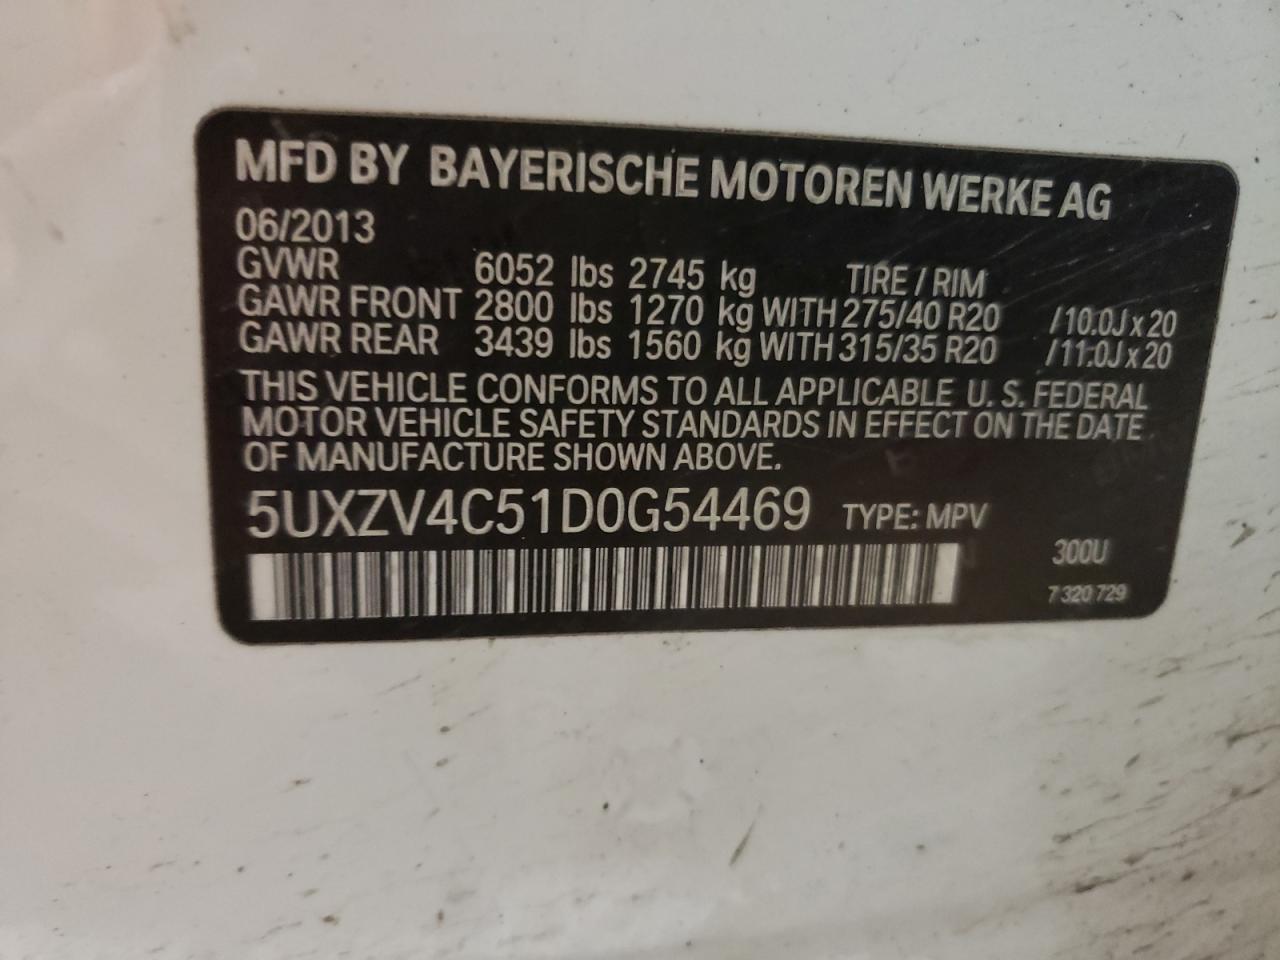 MFD BY BAYERISCHE MOTOREN WERKE AG
06/2013
GVWR 6052 lbs 2745 kg TIRE / RIM
GAWR FRONT 2800 lbs 1270 kg WITH 275/40 R20 /10.0J x 20
GAWR REAR 3439 lbs 1560 kg WITH 315/35 R20 /11.0J x 20
THIS VEHICLE CONFORMS TO ALL APPLICABLE U. S. FEDERAL
MOTOR VEHICLE SAFETY STANDARDS IN EFFECT ON THE DATE
OF MANUFACTURE SHOWN ABOVE.
5UXZV4C51D0G54469 TYPE: MPV
300U
7 320 729